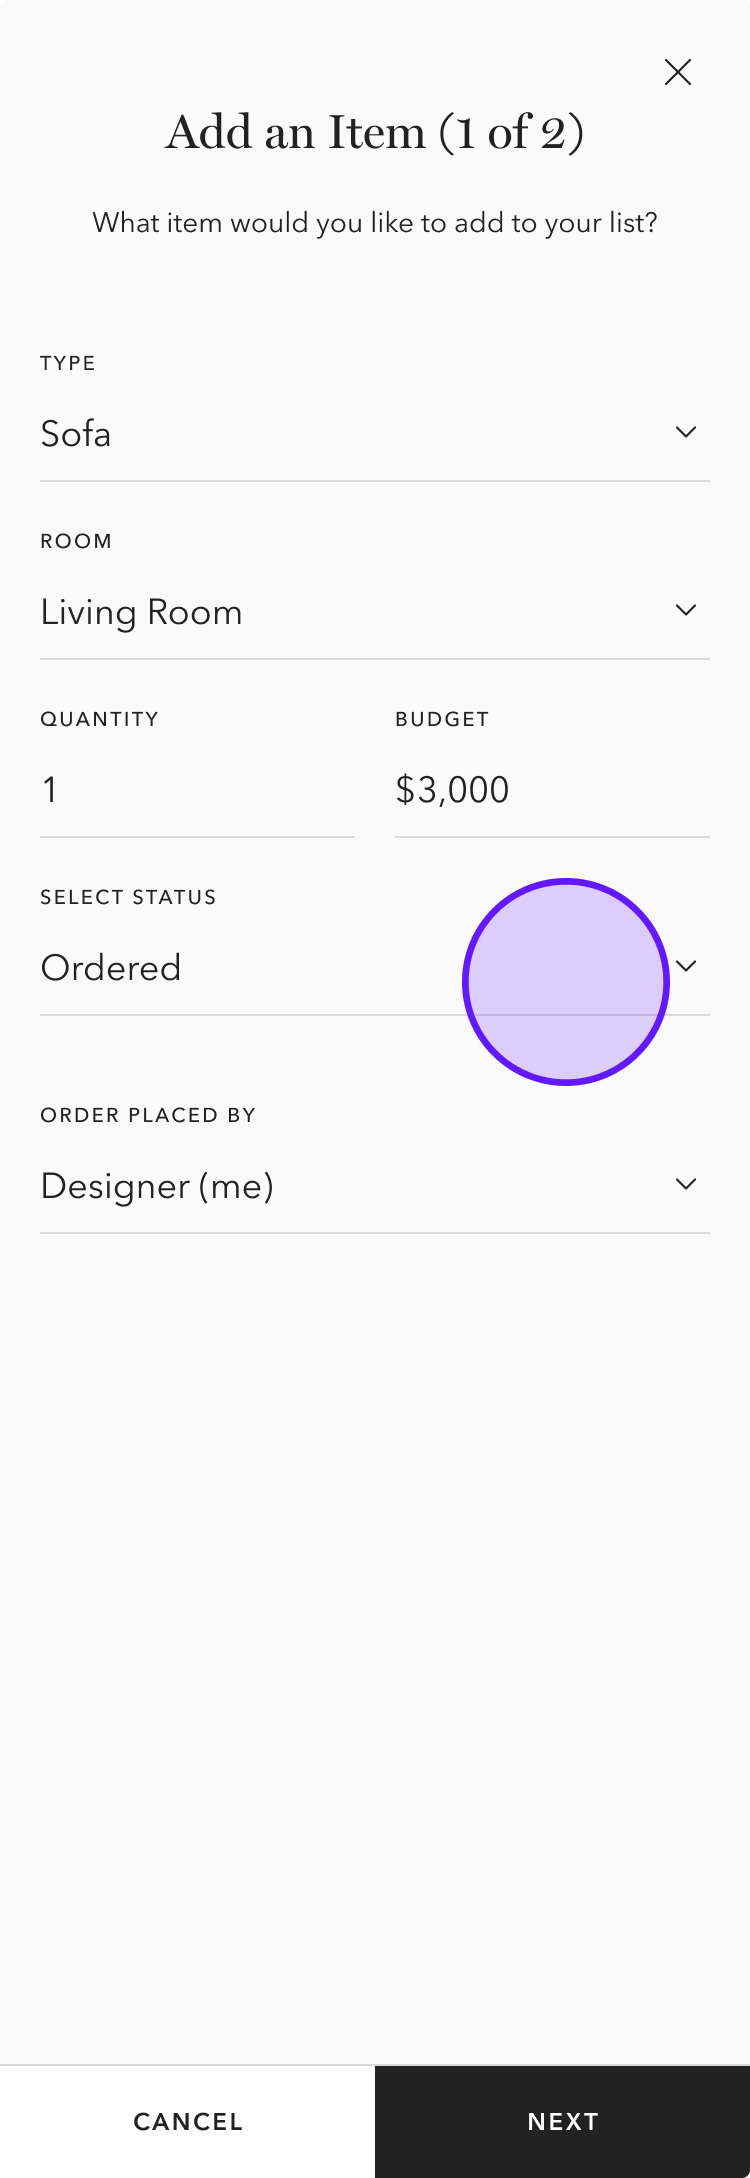 Add an Item (1 of 2)
What item would you like to add to your list?
TYPE
Sofa
ROOM
Living Room
QUANTITY
BUDGET
1
$3,000
SELECT STATUS
Ordered
ORDER PLACED BY
Designer (me)
CANCEL
NEXT